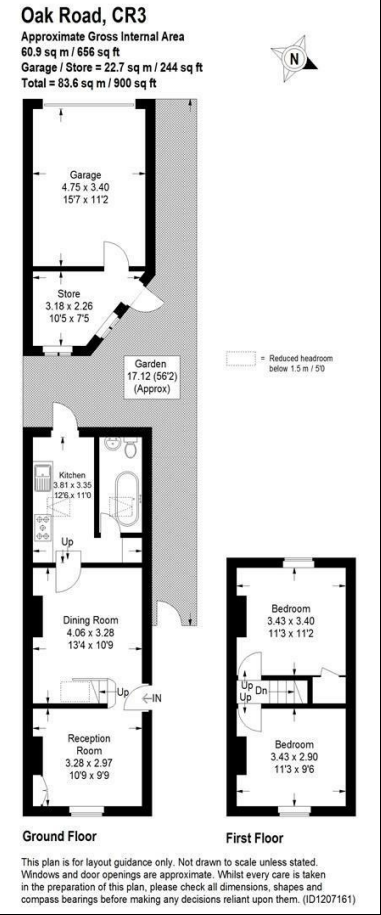 Oak Road, CR3
Approximate Gross Internal Area
60.9 sq m / 656 sq ft
Garage / Store = 22.7 sq m / 244 sq ft
Total = 83.6 sq m / 900 sq ft
N
Garage
4.75 x 3.40
15'7 x 11'2
Store
3.18 x 2.26
10'5 x 7'5
Garden
17.12 (56'2)
(Approx)
= Reduced headroom
below 1.5 m / 5'0
Kitchen
3.81 x 3.35
12'6 x 11'0
Up
Dining Room
4.06 x 3.28
13'4 x 10'9
Up
IN
Reception
Room
3.28 x 2.97
10'9 x 9'9
Ground Floor
Bedroom
3.43 x 3.40
11'3 x 11'2
Up
Up
Dn
Bedroom
3.43 x 2.90
11'3 x 9'6
First Floor
This plan is for layout guidance only. Not drawn to scale unless stated.
Windows and door openings are approximate. Whilst every care is taken
in the preparation of this plan, please check all dimensions, shapes and
compass bearings before making any decisions reliant upon them. (ID1207161)